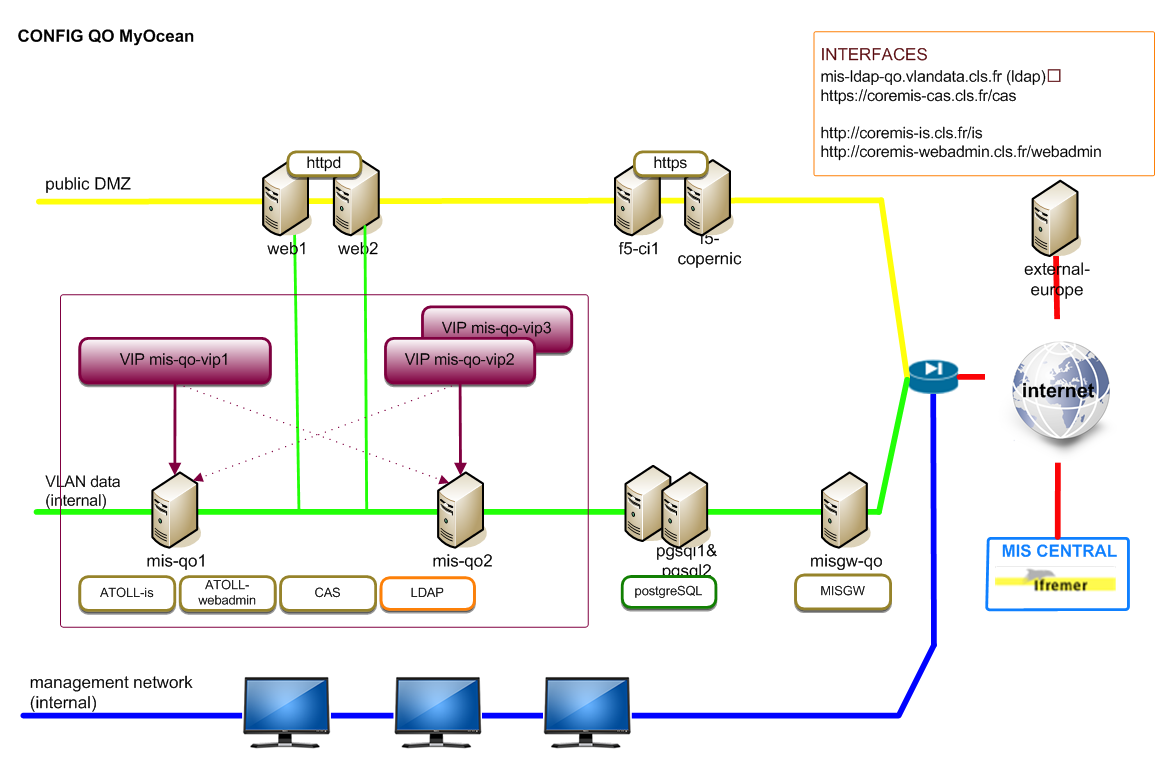 CONFIG QO MyOcean
INTERFACES
mis-ldap-qo.vlandata.cls.fr (ldap)
https://coremis-cas.cls.fr/cas
http://coremis-is.cls.fr/is
http://coremis-webadmin.cls.fr/webadmin
httpd
https
public DMZ
web1
web2
f5-ci1
f5-
copernic
external-
europe
VIP mis-qo-vip3
VIP mis-qo-vip1
VIP mis-qo-vip2
internet
VLAN data
(internal)
mis-qo1
mis-qo2
pgsql1&
pgsql2
misgw-qo
MIS CENTRAL
Ifremer
ATOLL-is
ATOLL-
webadmin
CAS
LDAP
postgreSQL
MISGW
management network
(internal)